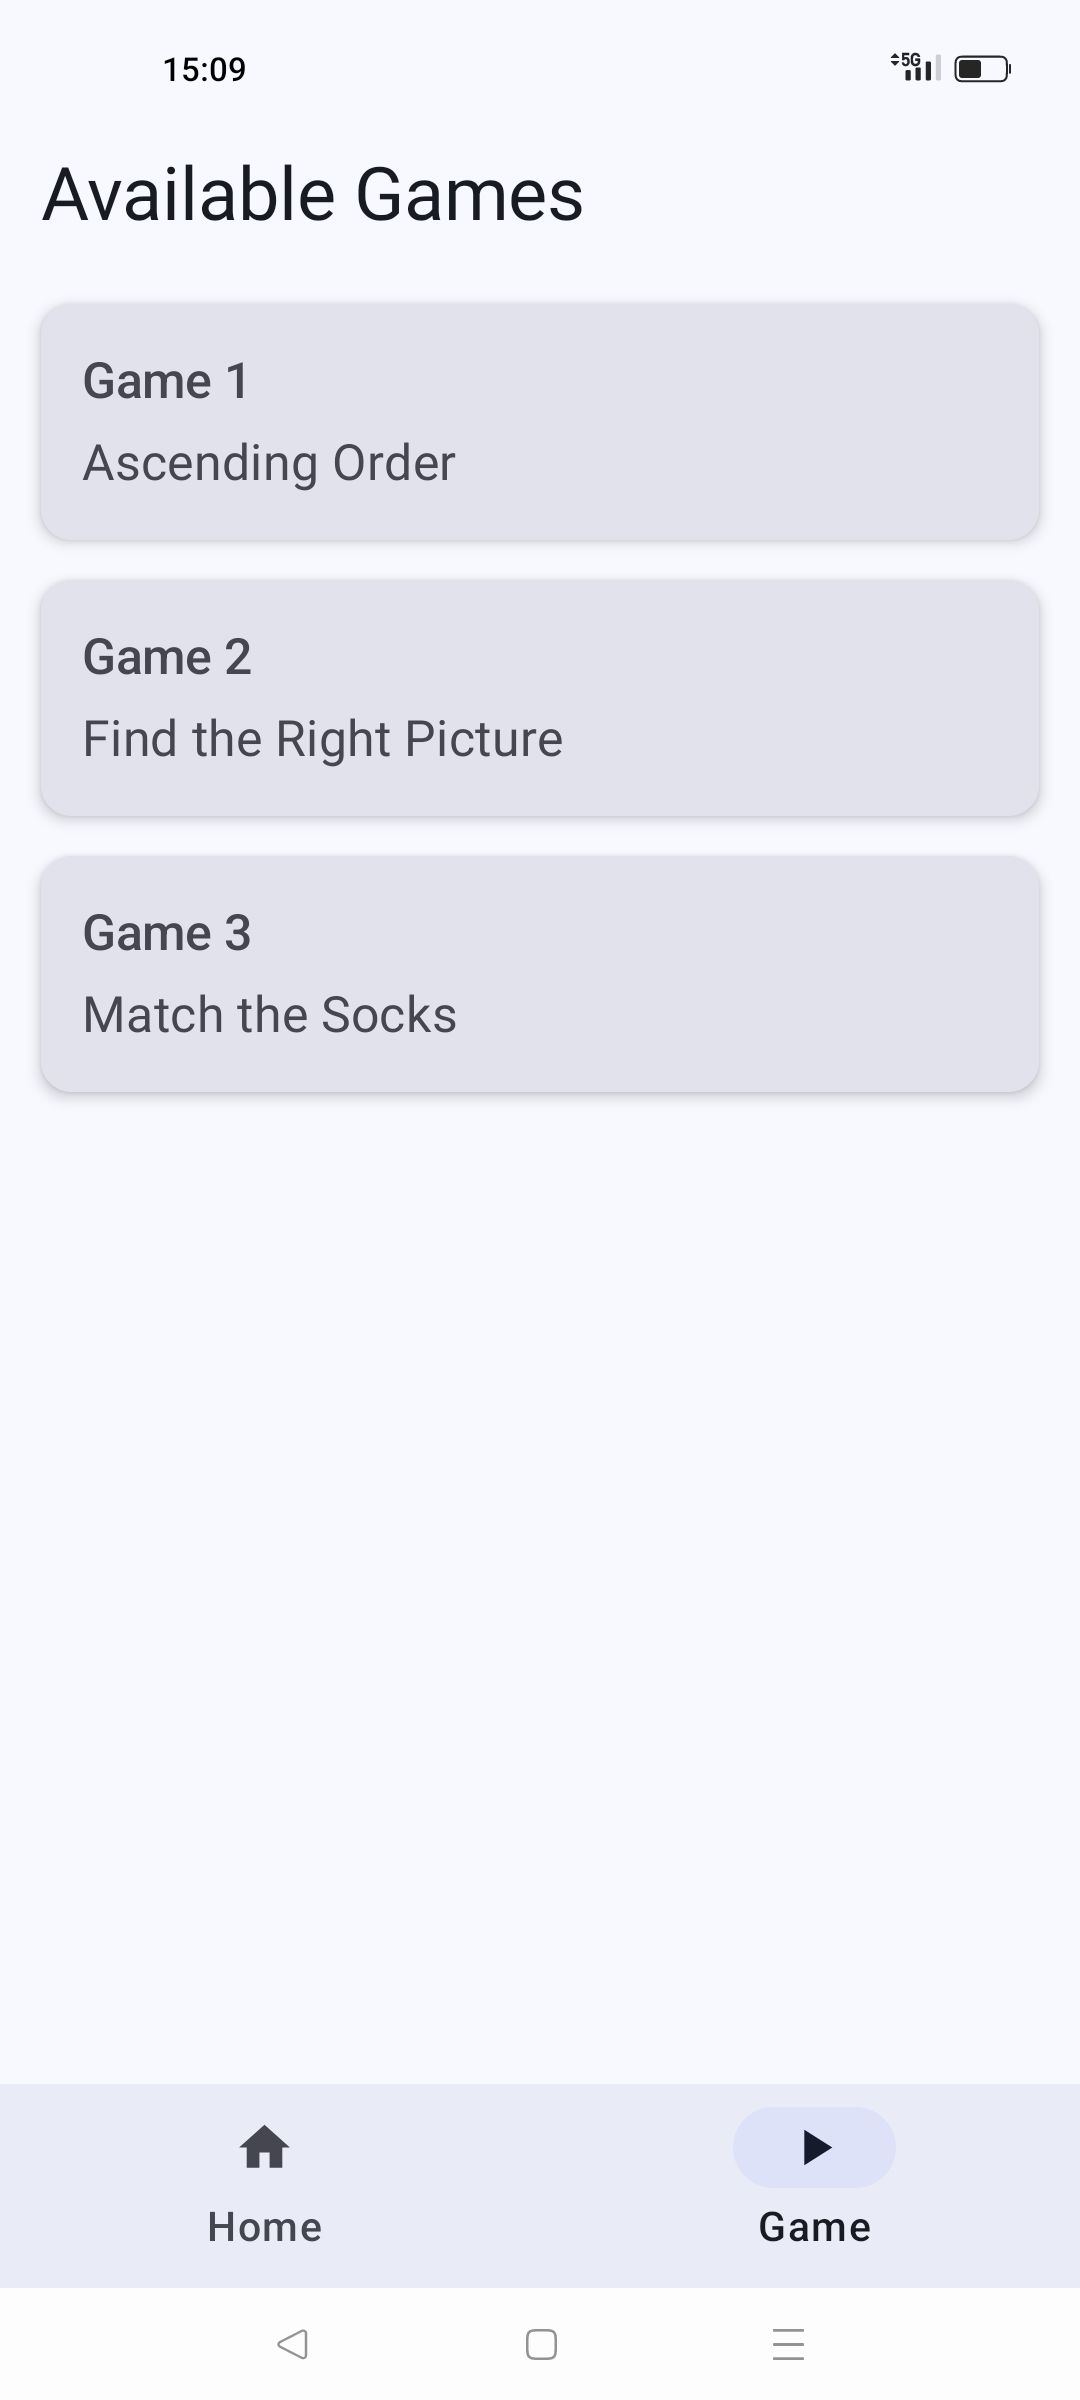 15:09
5G
Available Games
Game 1
Ascending Order
Game 2
Find the Right Picture
Game 3
Match the Socks
Home
Game